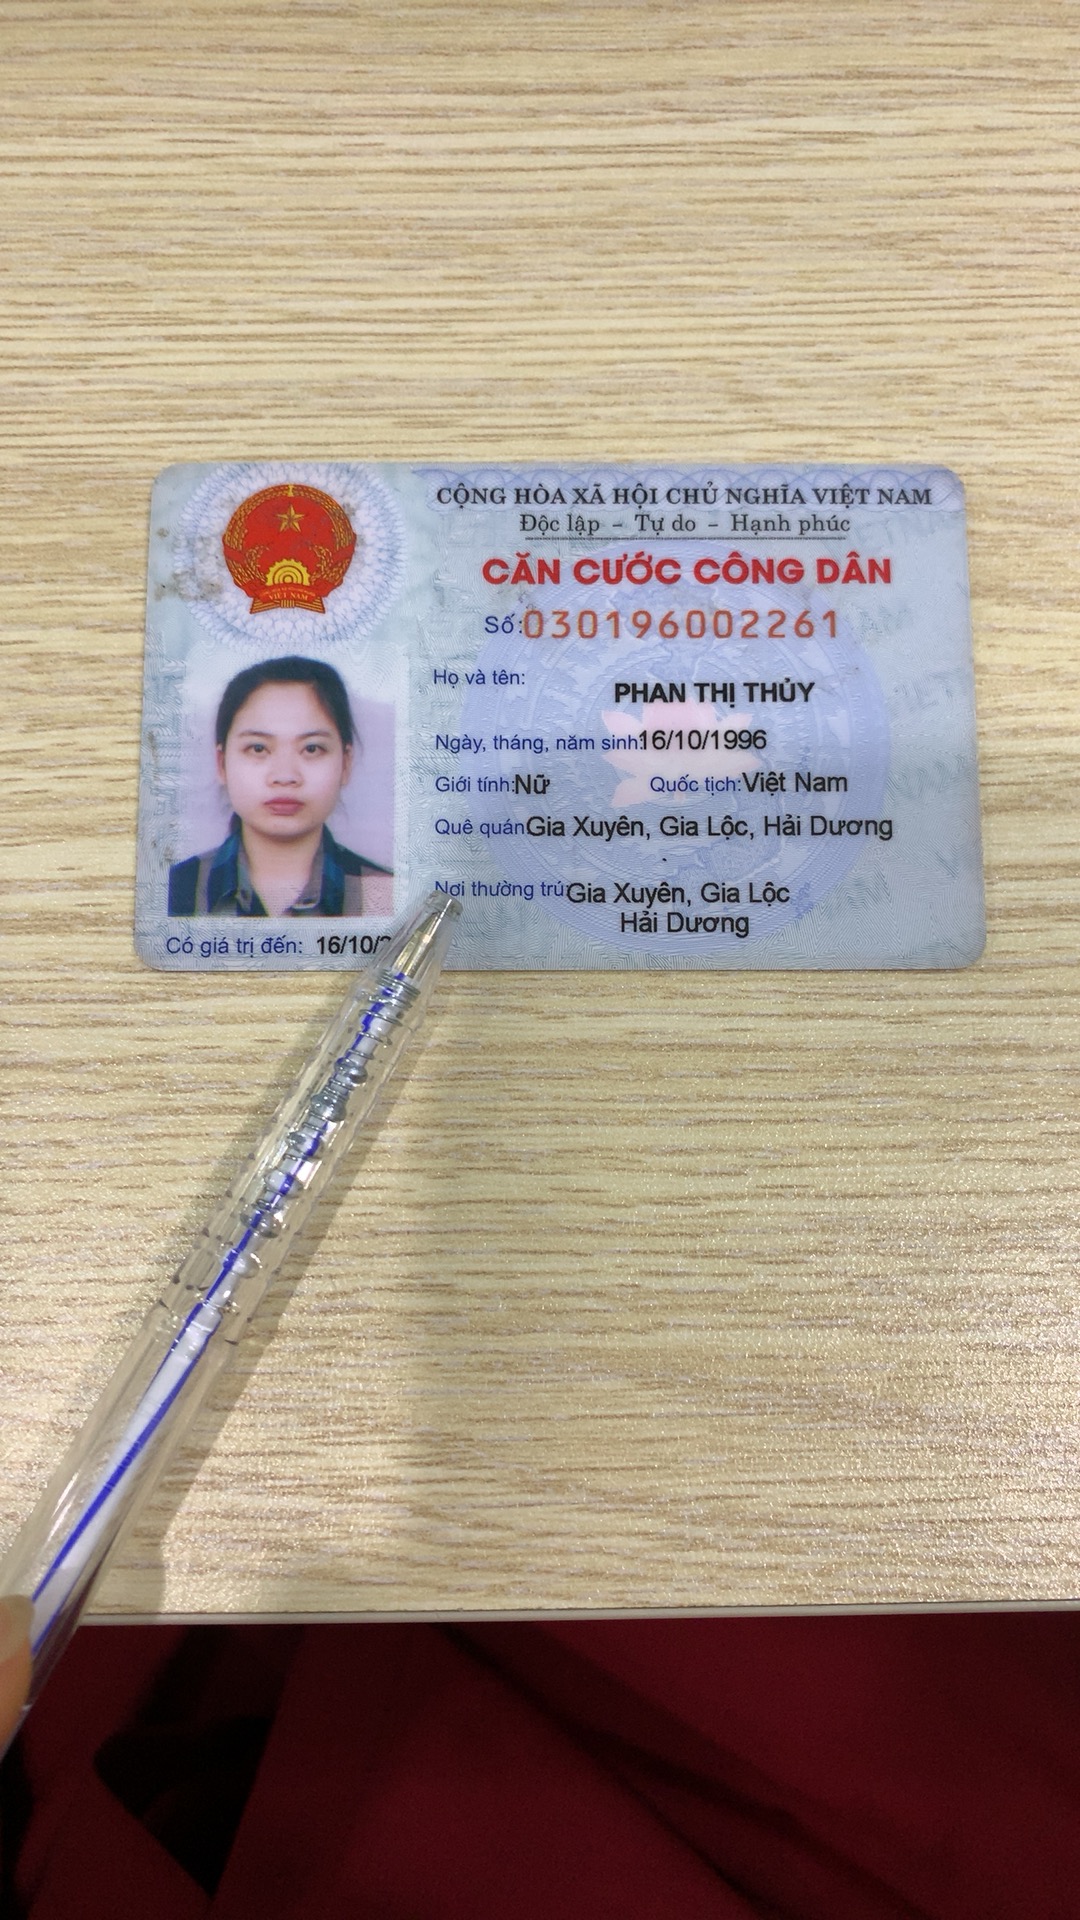 CỘNG HÒA XÃ HỘI CHỦ NGHĨA VIỆT NAM
Độc lập - Tự do - Hạnh phúc
CĂN CƯỚC CÔNG DÂN
Số: 030196002261
Họ và tên:
PHAN THỊ THỦY
Ngày, tháng, năm sinh: 16/10/1996
Giới tính: Nữ Quốc tịch: Việt Nam
Quê quán: Gia Xuyên, Gia Lộc, Hải Dương
Nơi thường trú: Gia Xuyên, Gia Lộc
Hải Dương
Có giá trị đến: 16/10/
VIỆT NAM